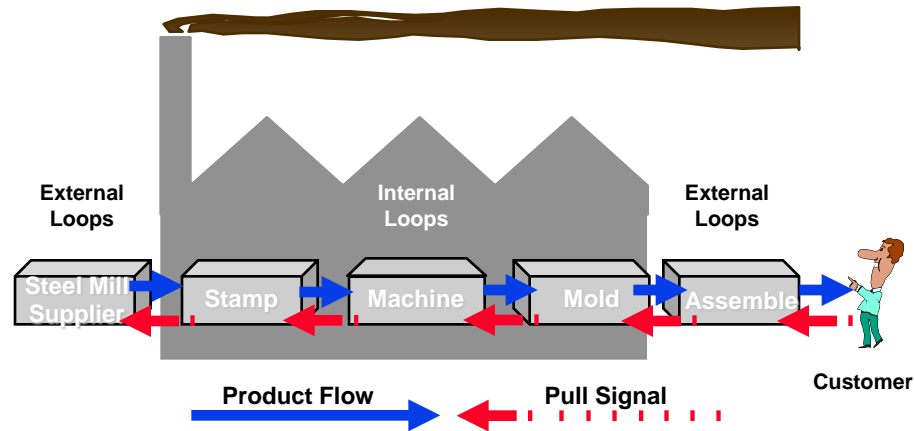 External
Loops
Internal
Loops
External
Loops
Steel Mill
Supplier
Stamp
Machine
Mold
Assemble
Customer
Product Flow
Pull Signal